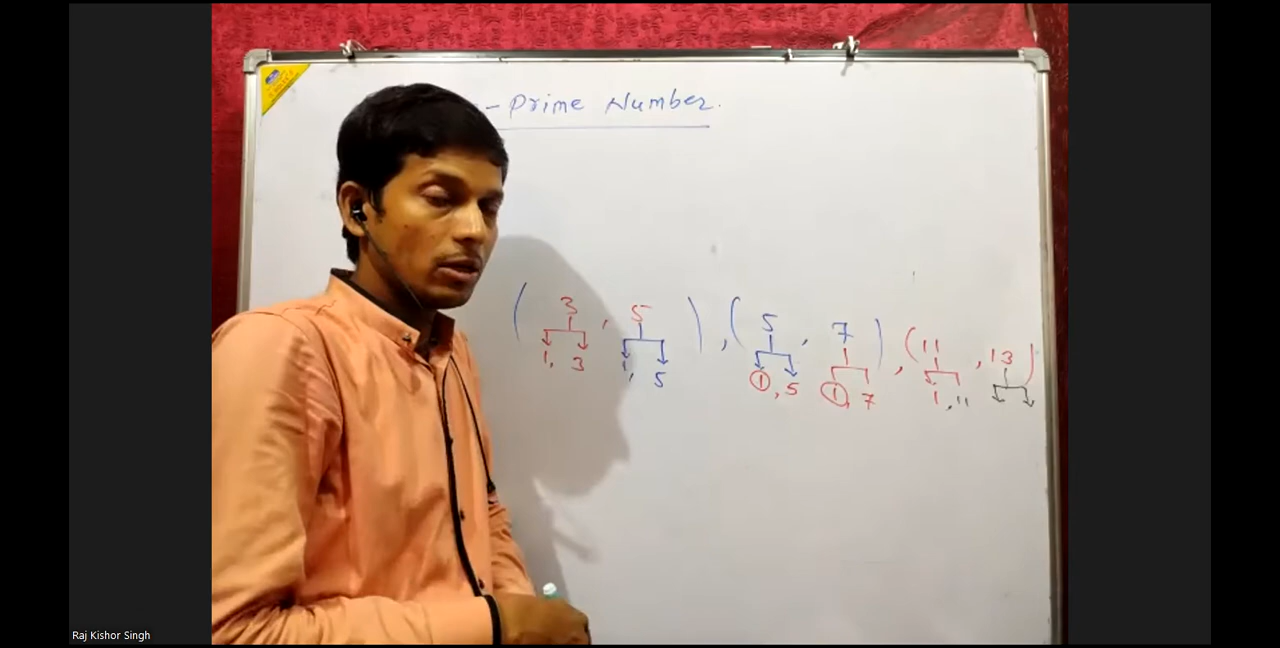 - Prime Number.
( 3 , 5 ) , ( 5 , 7 ) , ( 11 , 13 )
1, 3 1, 5 1, 5 1, 7 1, 11
Raj Kishor Singh